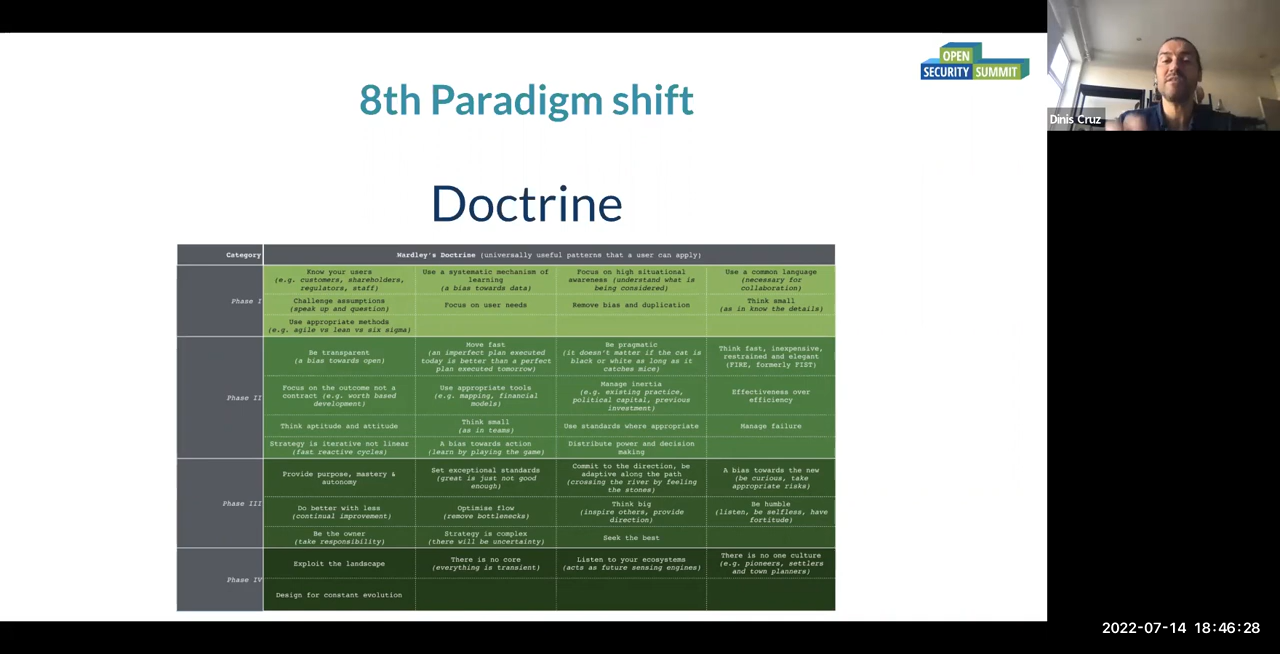 OPEN
SECURITY SUMMIT
8th Paradigm shift
Dinis Cruz
Doctrine
Category
Wardley's Doctrine (universally useful patterns that a user can apply)
Phase I
Know your users
(e.g. customers, shareholders,
regulators, staff)
Use a systematic mechanism of
learning
(a bias towards data)
Focus on high situational
awareness (understand what is
being considered)
Use a common language
(necessary for
collaboration)
Challenge assumptions
(speak up and question)
Focus on user needs
Remove bias and duplication
Think small
(as in know the details)
Use appropriate methods
(e.g. agile vs lean vs six sigma)
Phase II
Be transparent
(a bias towards open)
Move fast
(an imperfect plan executed
today is better than a perfect
plan executed tomorrow)
Be pragmatic
(it doesn't matter if the cat is
black or white as long as it
catches mice)
Think fast, inexpensive,
restrained and elegant
(FIRE, formerly FIST)
Focus on the outcome not a
contract (e.g. worth based
development)
Use appropriate tools
(e.g. mapping, financial
models)
Manage inertia
(e.g. existing practice,
political capital, previous
investment)
Effectiveness over
efficiency
Think aptitude and attitude
Think small
(as in teams)
Use standards where appropriate
Manage failure
Strategy is iterative not linear
(fast reactive cycles)
A bias towards action
(learn by playing the game)
Distribute power and decision
making
Phase III
Provide purpose, mastery &
autonomy
Set exceptional standards
(great is just not good
enough)
Commit to the direction, be
adaptive along the path
(crossing the river by feeling
the stones)
A bias towards the new
(be curious, take
appropriate risks)
Do better with less
(continual improvement)
Optimise flow
(remove bottlenecks)
Think big
(inspire others, provide
direction)
Be humble
(listen, be selfless, have
fortitude)
Be the owner
(take responsibility)
Strategy is complex
(there will be uncertainty)
Seek the best
Phase IV
Exploit the landscape
There is no core
(everything is transient)
Listen to your ecosystems
(acts as future sensing engines)
There is no one culture
(e.g. pioneers, settlers
and town planners)
Design for constant evolution
2022-07-14 18:46:28